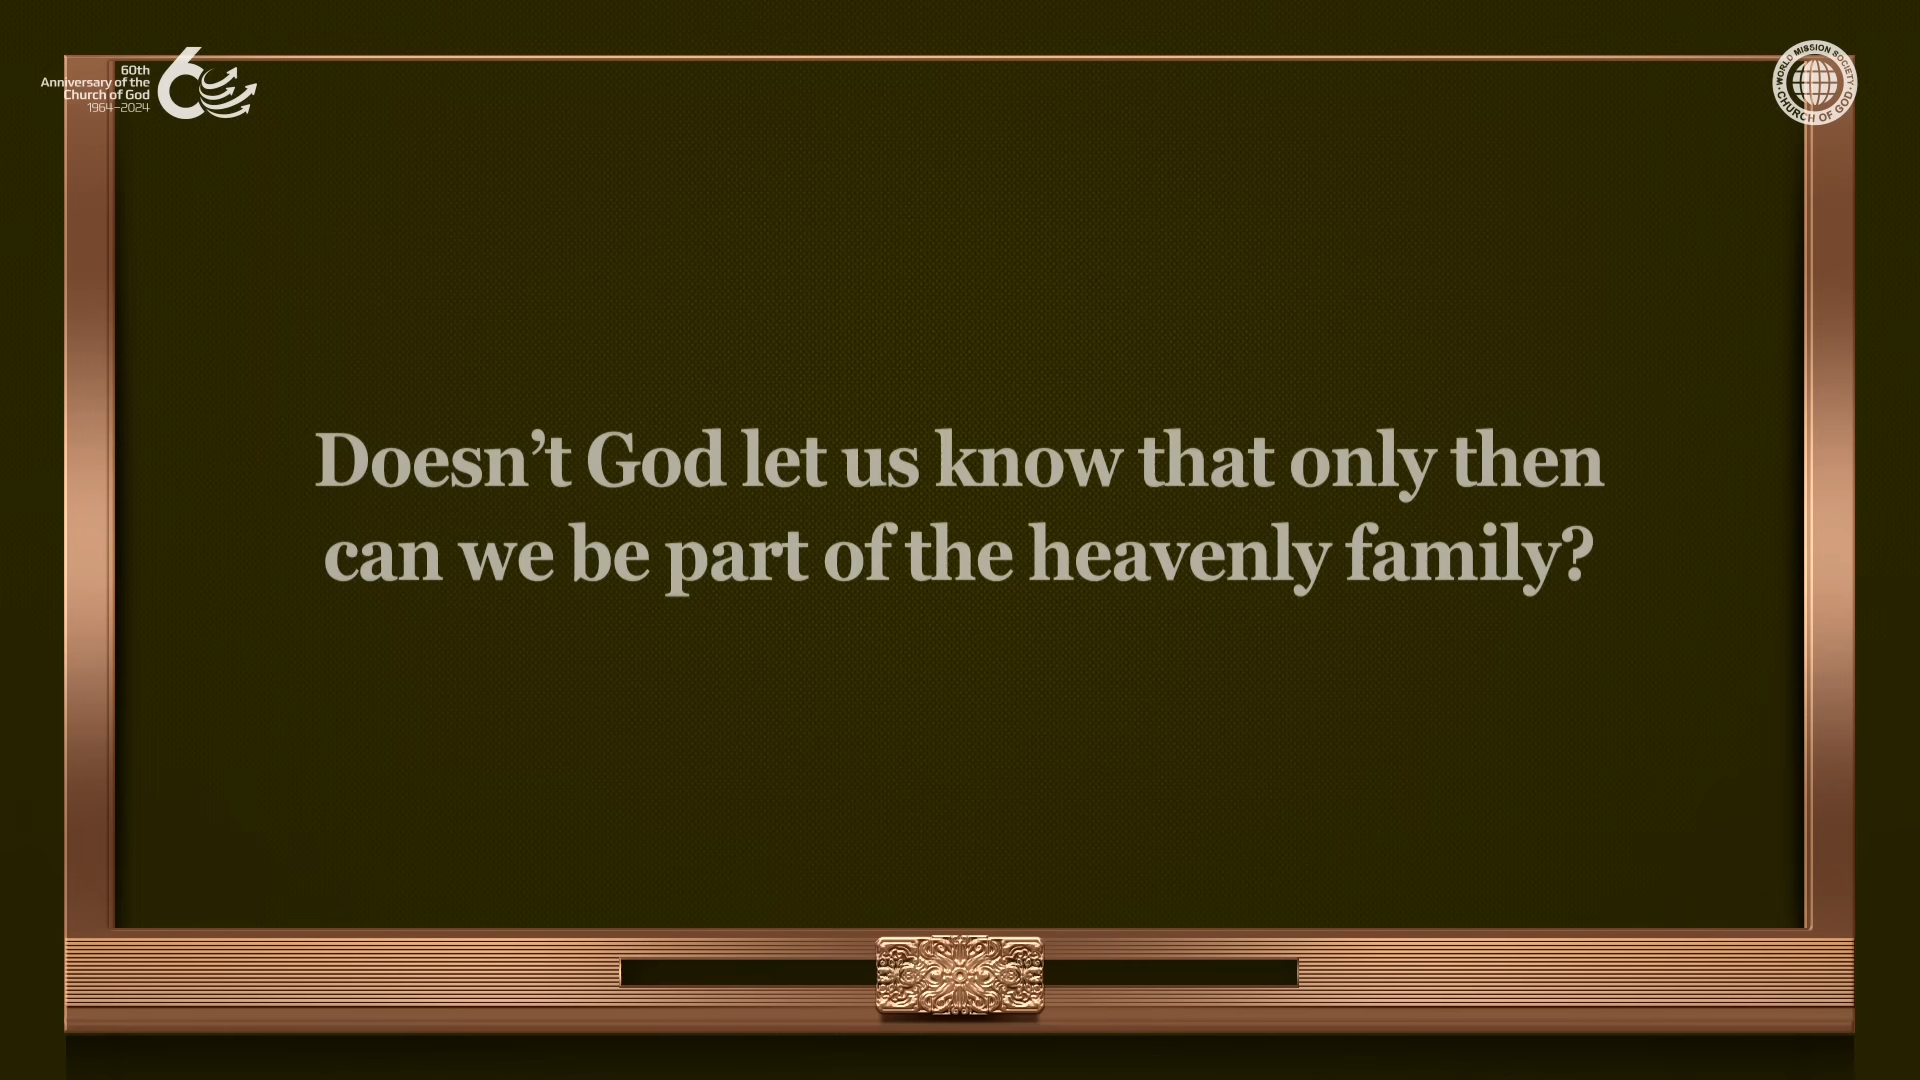 60th
Anniversary of the
Church of God
1964–2024
WORLD MISSION SOCIETY
CHURCH OF GOD
Doesn’t God let us know that only then
can we be part of the heavenly family?